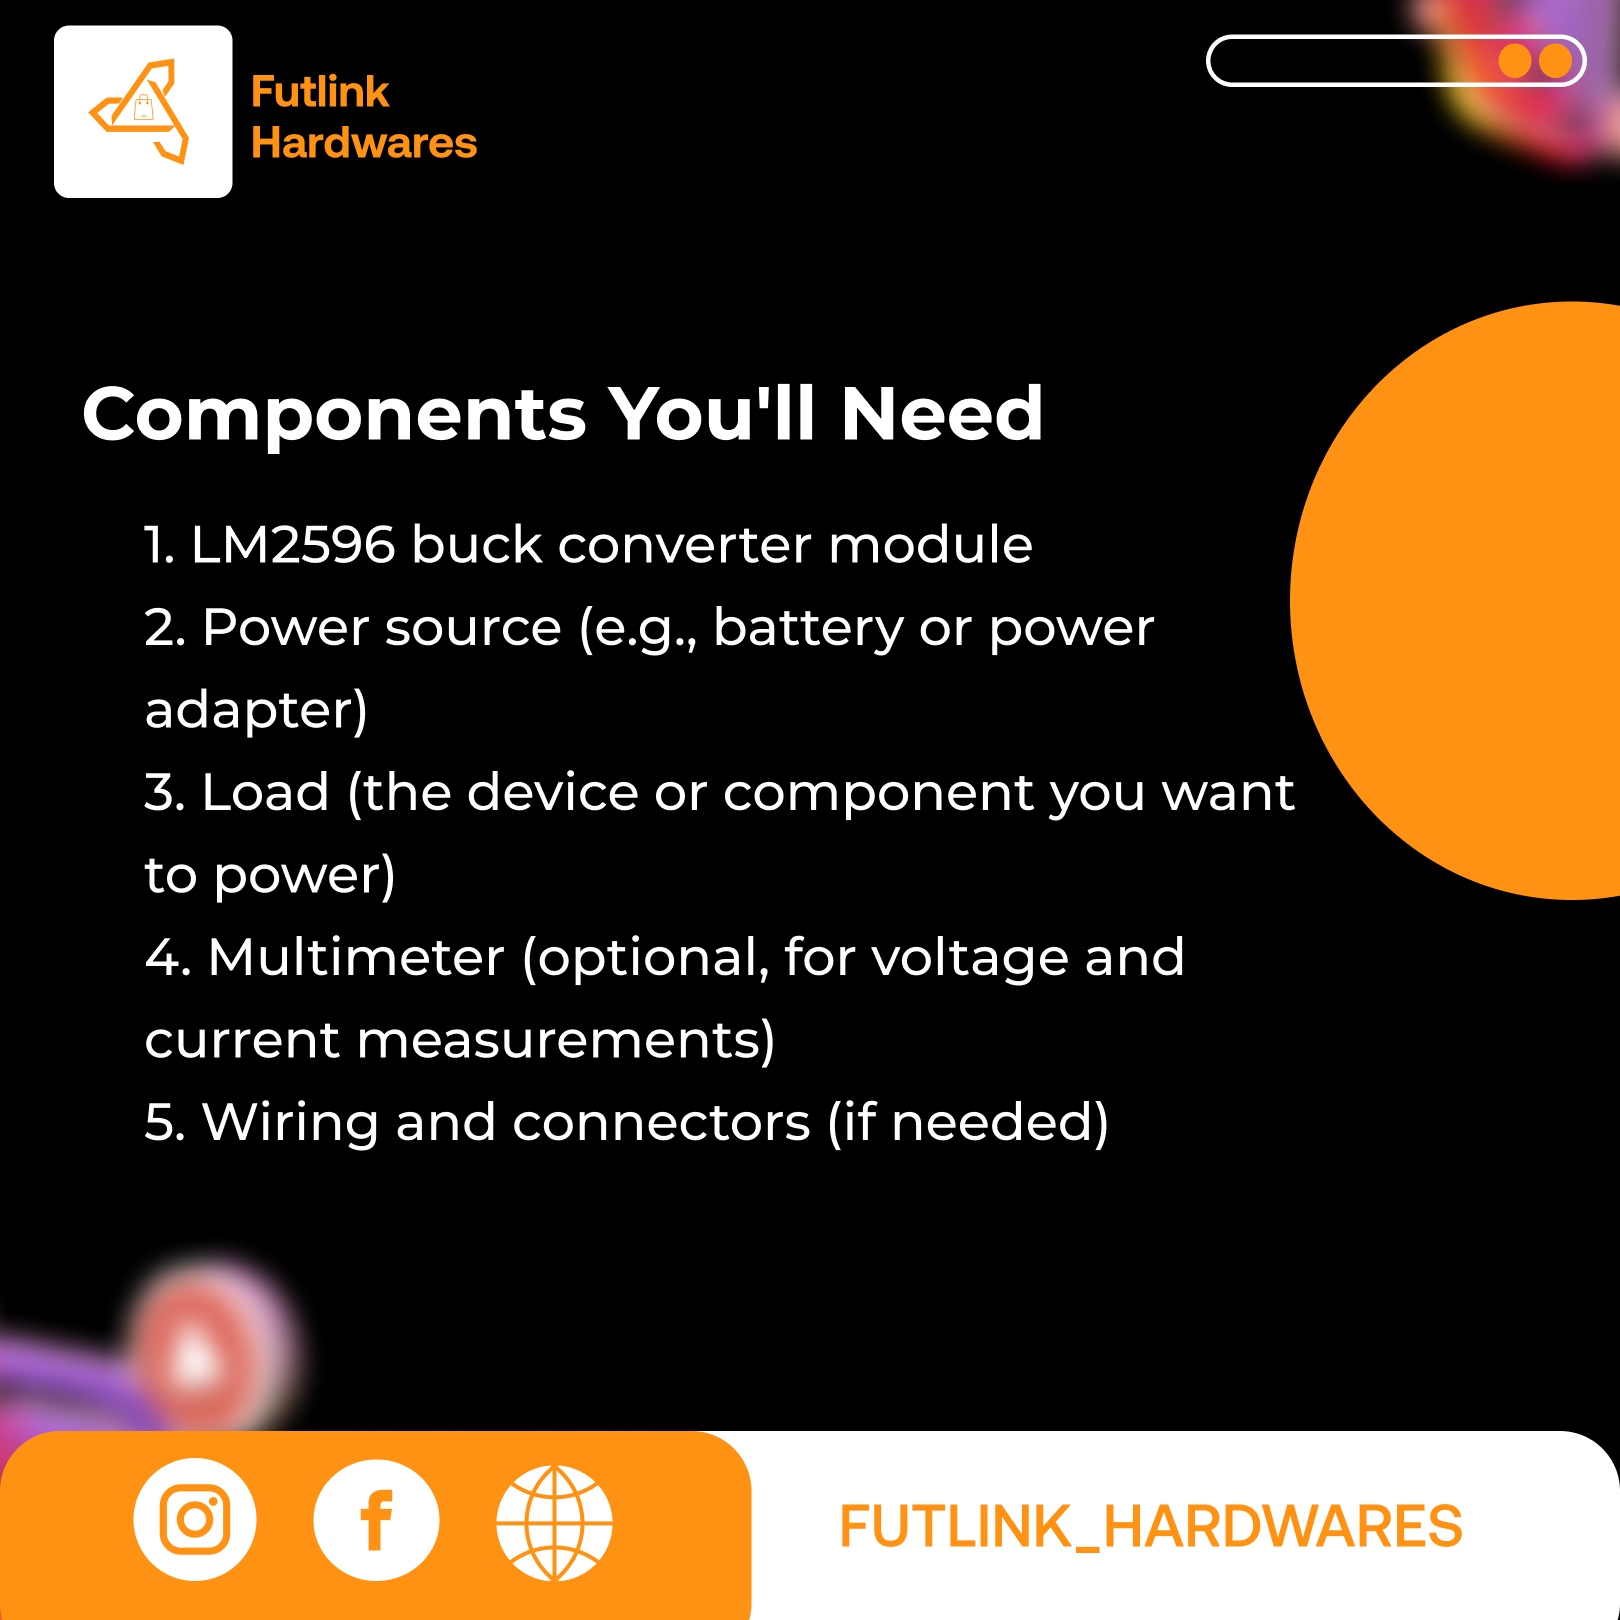 Futlink
Hardwares
Components You'll Need
1. LM2596 buck converter module
2. Power source (e.g., battery or power
adapter)
3. Load (the device or component you want
to power)
4. Multimeter (optional, for voltage and
current measurements)
5. Wiring and connectors (if needed)
FUTLINK_HARDWARES